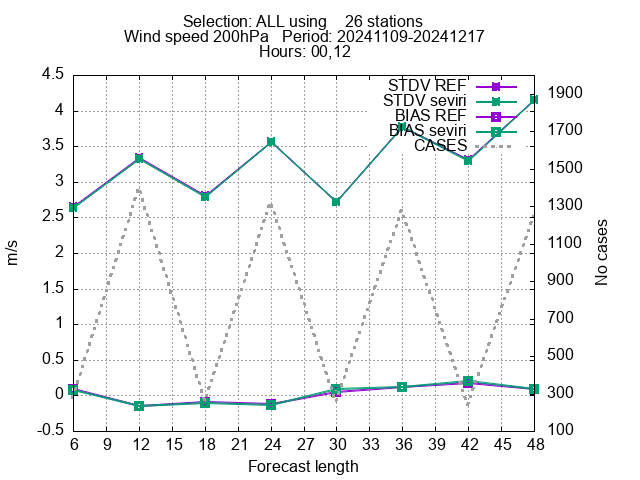 Selection: ALL using    26 stations
Wind speed 200hPa   Period: 20241109-20241217
Hours: 00,12
STDV REF
STDV seviri
BIAS REF
BIAS seviri
CASES
4.5
4
3.5
3
2.5
2
1.5
1
0.5
0
-0.5
m/s
1900
1700
1500
1300
1100
900
700
500
300
100
No cases
6 9 12 15 18 21 24 27 30 33 36 39 42 45 48
Forecast length